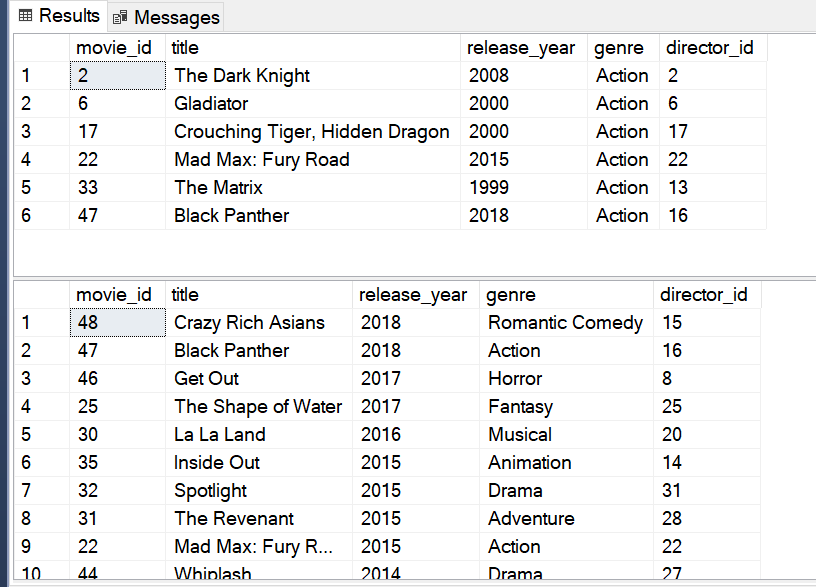 Results Messages
movie_id title release_year genre director_id
1 2 The Dark Knight 2008 Action 2
2 6 Gladiator 2000 Action 6
3 17 Crouching Tiger, Hidden Dragon 2000 Action 17
4 22 Mad Max: Fury Road 2015 Action 22
5 33 The Matrix 1999 Action 13
6 47 Black Panther 2018 Action 16
movie_id title release_year genre director_id
1 48 Crazy Rich Asians 2018 Romantic Comedy 15
2 47 Black Panther 2018 Action 16
3 46 Get Out 2017 Horror 8
4 25 The Shape of Water 2017 Fantasy 25
5 30 La La Land 2016 Musical 20
6 35 Inside Out 2015 Animation 14
7 32 Spotlight 2015 Drama 31
8 31 The Revenant 2015 Adventure 28
9 22 Mad Max: Fury R... 2015 Action 22
10 44 Whiplash 2014 Drama 27